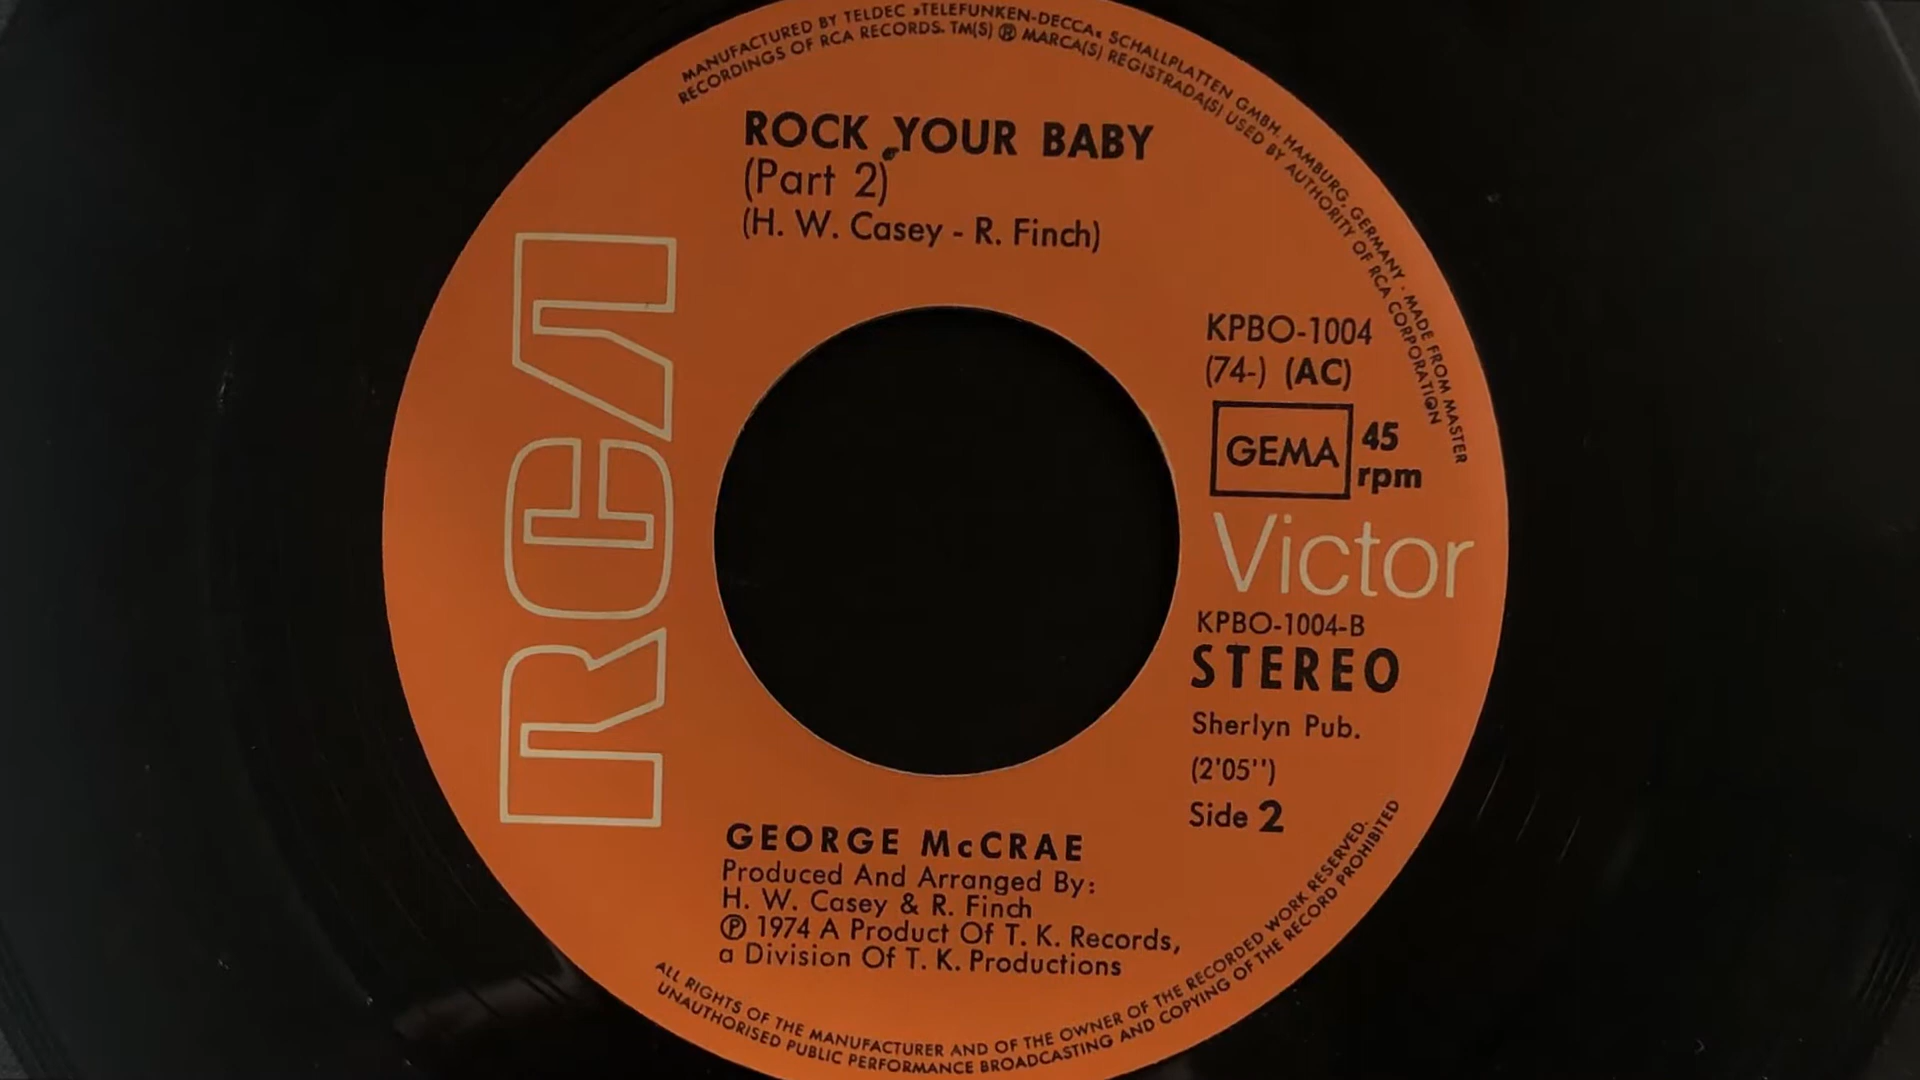 MANUFACTURED BY TELDEC »TELEFUNKEN-DECCA« SCHALLPLATTEN GMBH. HAMBURG, GERMANY · MADE FROM MASTER
RECORDINGS OF RCA RECORDS. TM(S) ® MARCA(S) REGISTRADA(S) USED BY AUTHORITY OF RCA CORPORATION
ROCK YOUR BABY
(Part 2)
(H. W. Casey - R. Finch)
RCA
KPBO-1004
(74-) (AC)
GEMA 45
rpm
Victor
KPBO-1004-B
STEREO
Sherlyn Pub.
(2'05'')
Side 2
GEORGE McCRAE
Produced And Arranged By:
H. W. Casey & R. Finch
℗ 1974 A Product Of T. K. Records,
a Division Of T. K. Productions
ALL RIGHTS OF THE MANUFACTURER AND OF THE OWNER OF THE RECORDED WORK RESERVED.
UNAUTHORISED PUBLIC PERFORMANCE BROADCASTING AND COPYING OF THE RECORD PROHIBITED